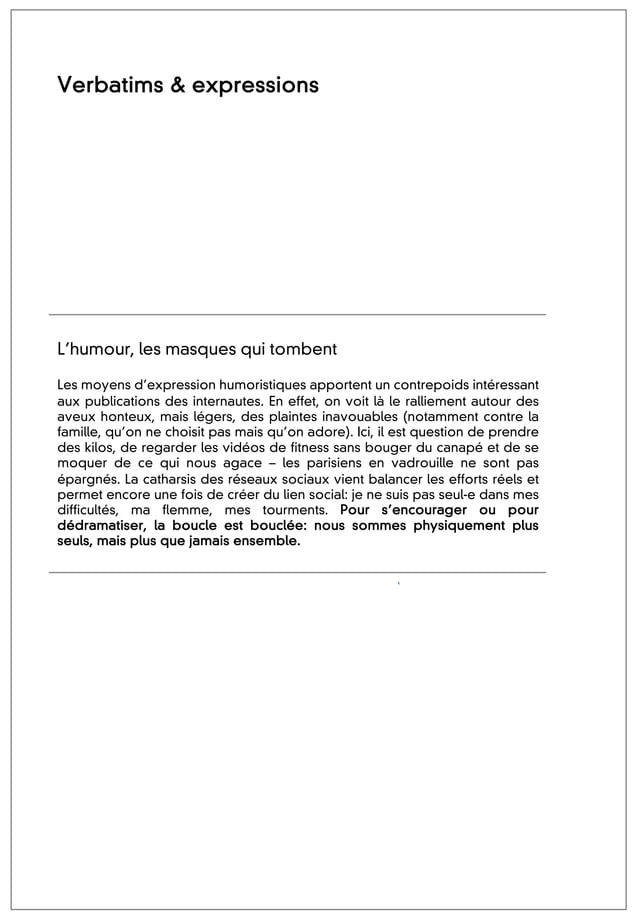 Verbatims & expressions
L’humour, les masques qui tombent
Les moyens d’expression humoristiques apportent un contrepoids intéressant
aux publications des internautes. En effet, on voit là le ralliement autour des
aveux honteux, mais légers, des plaintes inavouables (notamment contre la
famille, qu’on ne choisit pas mais qu’on adore). Ici, il est question de prendre
des kilos, de regarder les vidéos de fitness sans bouger du canapé et de se
moquer de ce qui nous agace – les parisiens en vadrouille ne sont pas
épargnés. La catharsis des réseaux sociaux vient balancer les efforts réels et
permet encore une fois de créer du lien social: je ne suis pas seul-e dans mes
difficultés, ma flemme, mes tourments. Pour s’encourager ou pour
dédramatiser, la boucle est bouclée: nous sommes physiquement plus
seuls, mais plus que jamais ensemble.